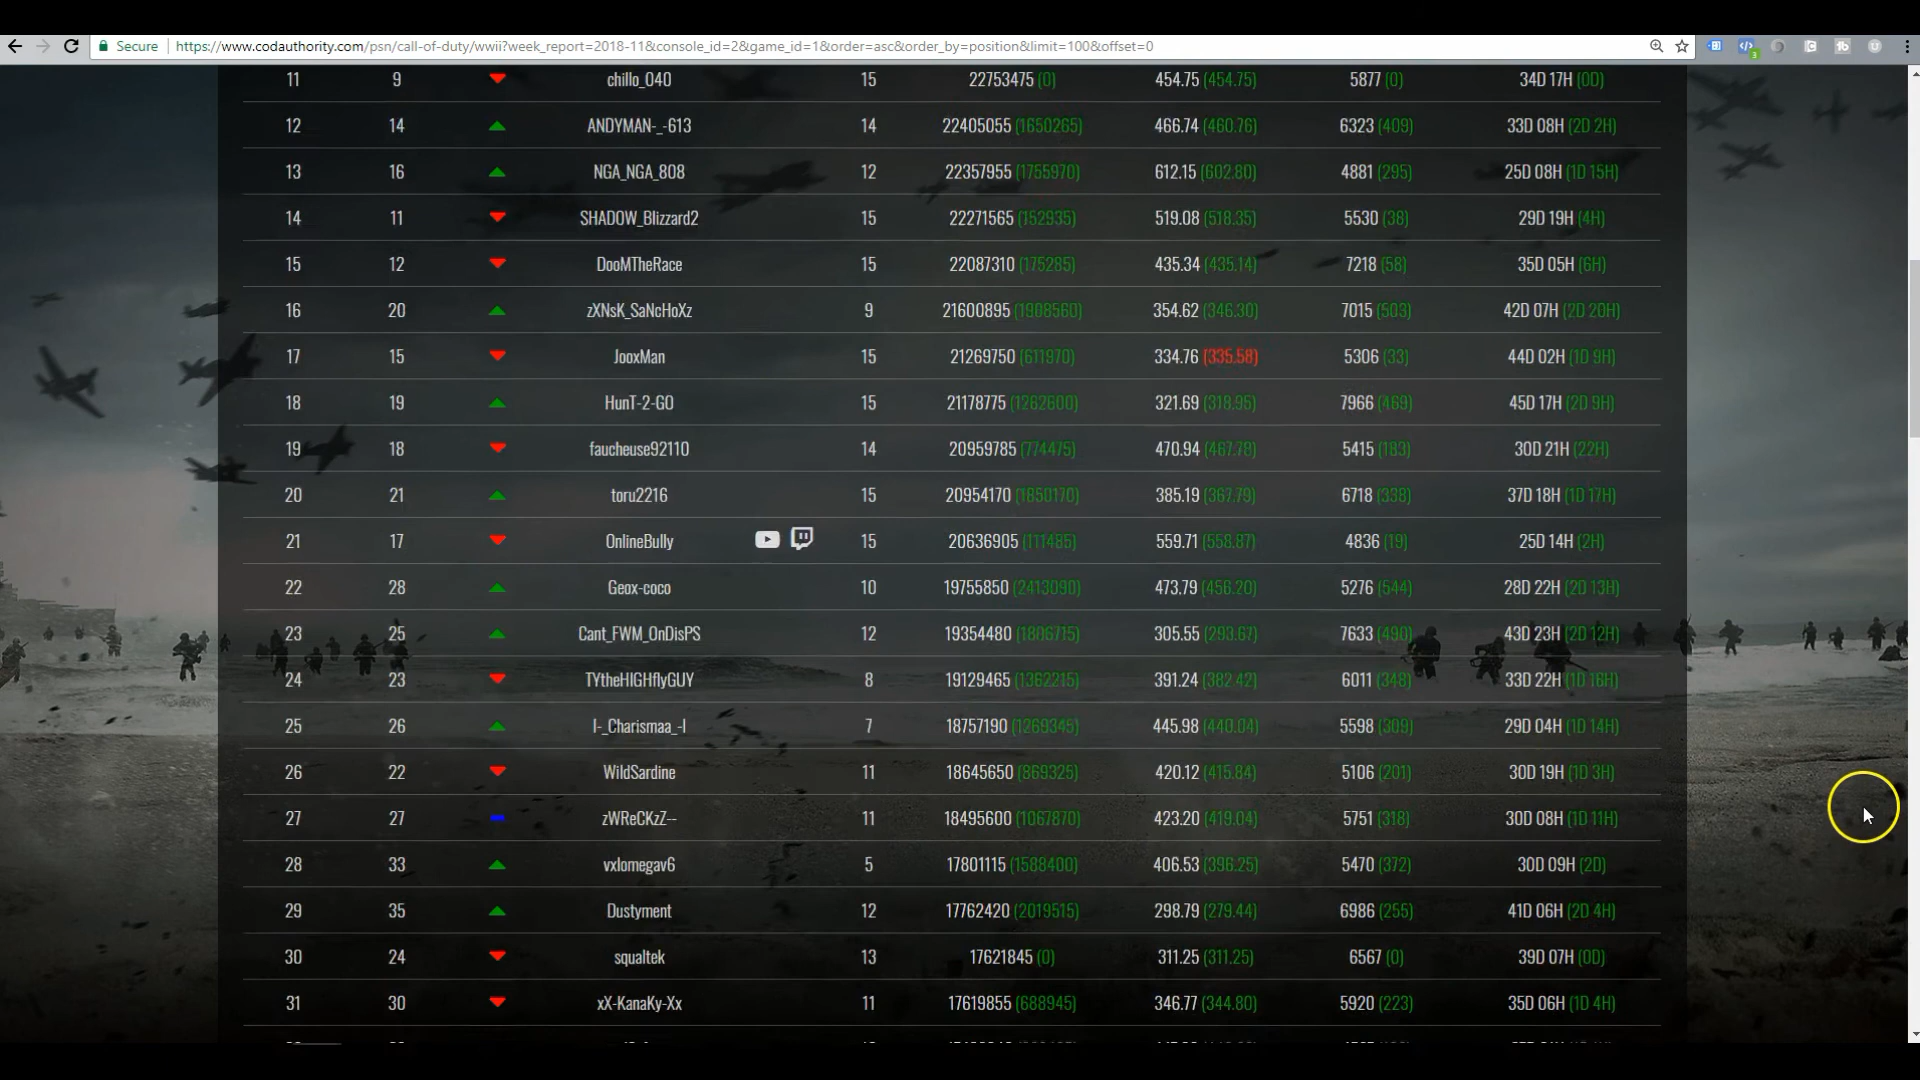 Secure | https://www.codauthority.com/psn/call-of-duty/wwii?week_report=2018-11&console_id=2&game_id=1&order=asc&order_by=position&limit=100&offset=0
11 9 chillo_040 15 22753475 (0) 454.75 (454.75) 5877 (0) 34D 17H (0D)
12 14 ANDYMAN-_-613 14 22405055 (1650265) 466.74 (460.76) 6323 (409) 33D 08H (2D 2H)
13 16 NGA_NGA_808 12 22357955 (1755970) 612.15 (602.80) 4881 (295) 25D 08H (1D 15H)
14 11 SHADOW_Blizzard2 15 22271565 (152935) 519.08 (518.35) 5530 (38) 29D 19H (4H)
15 12 DooMTheRace 15 22087310 (175285) 435.34 (435.14) 7218 (58) 35D 05H (6H)
16 20 zXNsK_SaNcHoXz 9 21600895 (1908560) 354.62 (346.30) 7015 (503) 42D 07H (2D 20H)
17 15 JooxMan 15 21269750 (611970) 334.76 (335.58) 5306 (33) 44D 02H (1D 9H)
18 19 HunT-2-GO 15 21178775 (1262600) 321.69 (318.95) 7966 (469) 45D 17H (2D 9H)
19 18 faucheuse92110 14 20959785 (774475) 470.94 (467.78) 5415 (183) 30D 21H (22H)
20 21 toru2216 15 20954170 (1850170) 385.19 (367.79) 6718 (338) 37D 18H (1D 17H)
21 17 OnlineBully 15 20636905 (111485) 559.71 (558.87) 4836 (19) 25D 14H (2H)
22 28 Geox-coco 10 19755850 (2413090) 473.79 (456.20) 5276 (544) 28D 22H (2D 13H)
23 25 Cant_FWM_OnDisPS 12 19354480 (1806715) 305.55 (293.67) 7633 (490) 43D 23H (2D 12H)
24 23 TYtheHIGHflyGUY 8 19129465 (1362215) 391.24 (382.42) 6011 (348) 33D 22H (1D 16H)
25 26 I-_Charismaa_-I 7 18757190 (1269345) 445.98 (440.04) 5598 (309) 29D 04H (1D 14H)
26 22 WildSardine 11 18645650 (869325) 420.12 (415.84) 5106 (201) 30D 19H (1D 3H)
27 27 zWReCKzZ-- 11 18495600 (1067870) 423.20 (419.04) 5751 (318) 30D 08H (1D 11H)
28 33 vxlomegav6 5 17801115 (1588400) 406.53 (396.25) 5470 (372) 30D 09H (2D)
29 35 Dustyment 12 17762420 (2019515) 298.79 (279.44) 6986 (255) 41D 06H (2D 4H)
30 24 squaltek 13 17621845 (0) 311.25 (311.25) 6567 (0) 39D 07H (0D)
31 30 xX-KanaKy-Xx 11 17619855 (688945) 346.77 (344.80) 5920 (223) 35D 06H (1D 4H)